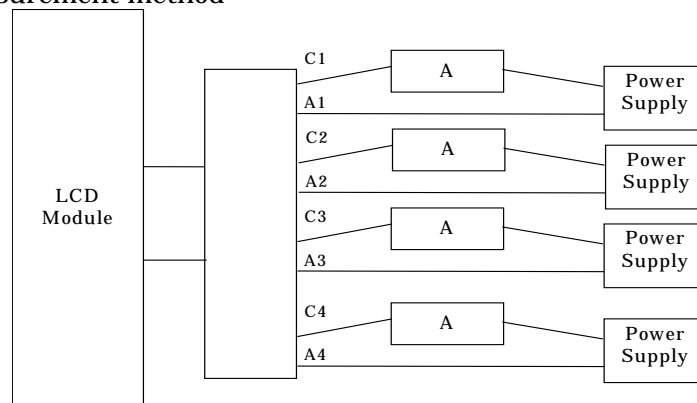 C1
A
Power
Supply
A1
C2
A
Power
Supply
A2
LCD
Module
C3
A
Power
Supply
A3
C4
A
Power
Supply
A4